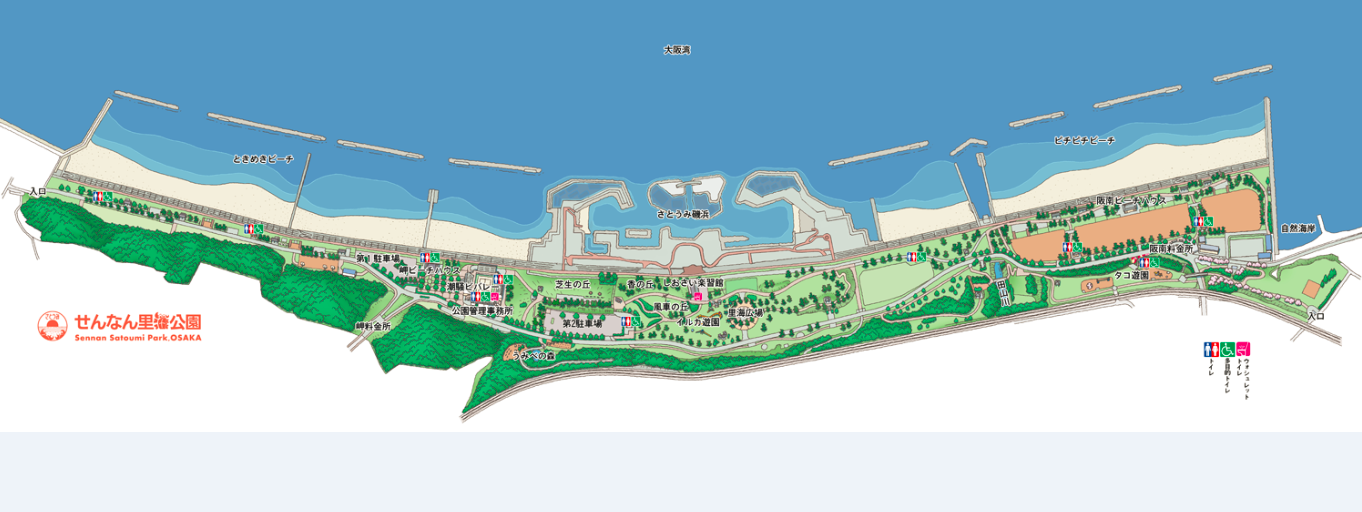 大阪湾
ときめきビーチ
ピチピチビーチ
さとうみ磯浜
入口
阪南ビーチハウス
自然海岸
阪南料金所
タコ遊園
第1駐車場
岬ビーチハウス
潮騒ビバレー
公園管理事務所
岬料金所
芝生の丘
香の丘
しおさい楽習館
風車の丘
イルカ遊園
里海広場
第2駐車場
うみべの森
入口
せんなん里海公園
Sennan Satoumi Park.OSAKA
トイレ
多目的トイレ
ウォシュレット
トイレ